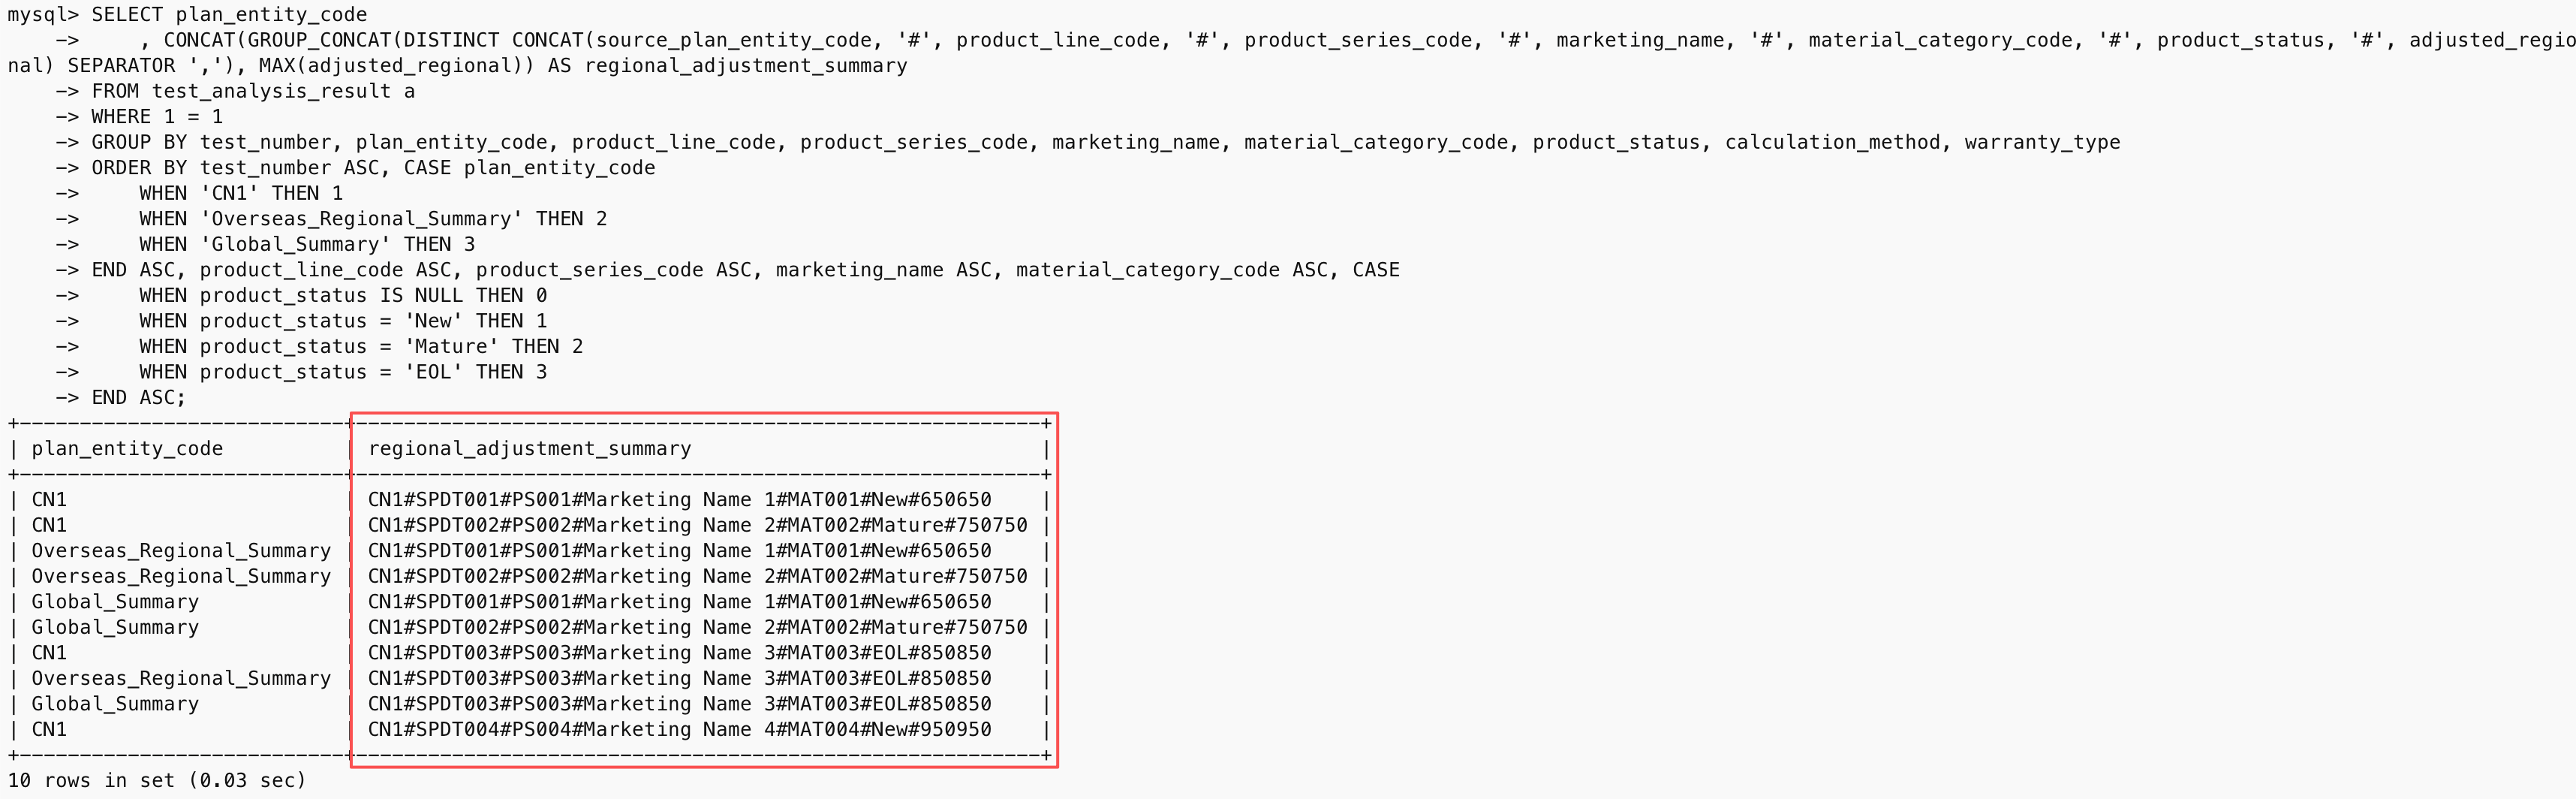 mysql> SELECT plan_entity_code
    ->     , CONCAT(GROUP_CONCAT(DISTINCT CONCAT(source_plan_entity_code, '#', product_line_code, '#', product_series_code, '#', marketing_name, '#', material_category_code, '#', product_status, '#', adjusted_regio
nal) SEPARATOR ','), MAX(adjusted_regional)) AS regional_adjustment_summary
    -> FROM test_analysis_result a
    -> WHERE 1 = 1
    -> GROUP BY test_number, plan_entity_code, product_line_code, product_series_code, marketing_name, material_category_code, product_status, calculation_method, warranty_type
    -> ORDER BY test_number ASC, CASE plan_entity_code
    ->     WHEN 'CN1' THEN 1
    ->     WHEN 'Overseas_Regional_Summary' THEN 2
    ->     WHEN 'Global_Summary' THEN 3
    -> END ASC, product_line_code ASC, product_series_code ASC, marketing_name ASC, material_category_code ASC, CASE
    ->     WHEN product_status IS NULL THEN 0
    ->     WHEN product_status = 'New' THEN 1
    ->     WHEN product_status = 'Mature' THEN 2
    ->     WHEN product_status = 'EOL' THEN 3
    -> END ASC;
+---------------------------+---------------------------------------------------------+
| plan_entity_code          | regional_adjustment_summary                             |
+---------------------------+---------------------------------------------------------+
| CN1                       | CN1#SPDT001#PS001#Marketing Name 1#MAT001#New#650650    |
| CN1                       | CN1#SPDT002#PS002#Marketing Name 2#MAT002#Mature#750750 |
| Overseas_Regional_Summary | CN1#SPDT001#PS001#Marketing Name 1#MAT001#New#650650    |
| Overseas_Regional_Summary | CN1#SPDT002#PS002#Marketing Name 2#MAT002#Mature#750750 |
| Global_Summary            | CN1#SPDT001#PS001#Marketing Name 1#MAT001#New#650650    |
| Global_Summary            | CN1#SPDT002#PS002#Marketing Name 2#MAT002#Mature#750750 |
| CN1                       | CN1#SPDT003#PS003#Marketing Name 3#MAT003#EOL#850850    |
| Overseas_Regional_Summary | CN1#SPDT003#PS003#Marketing Name 3#MAT003#EOL#850850    |
| Global_Summary            | CN1#SPDT003#PS003#Marketing Name 3#MAT003#EOL#850850    |
| CN1                       | CN1#SPDT004#PS004#Marketing Name 4#MAT004#New#950950    |
+---------------------------+---------------------------------------------------------+
10 rows in set (0.03 sec)